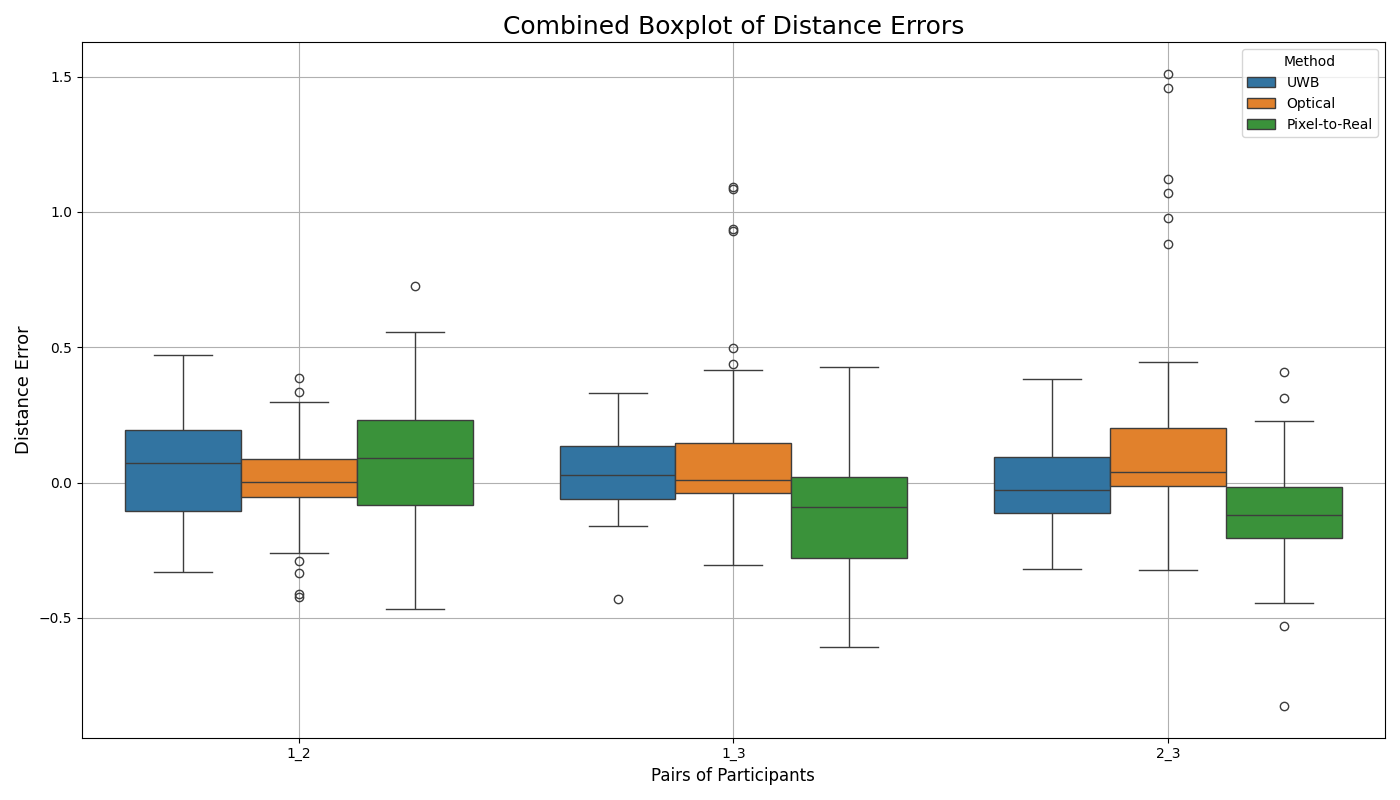 Combined Boxplot of Distance Errors
Method
UWB
Optical
Pixel-to-Real
Distance Error
1.5
1.0
0.5
0.0
−0.5
1_2
1_3
2_3
Pairs of Participants